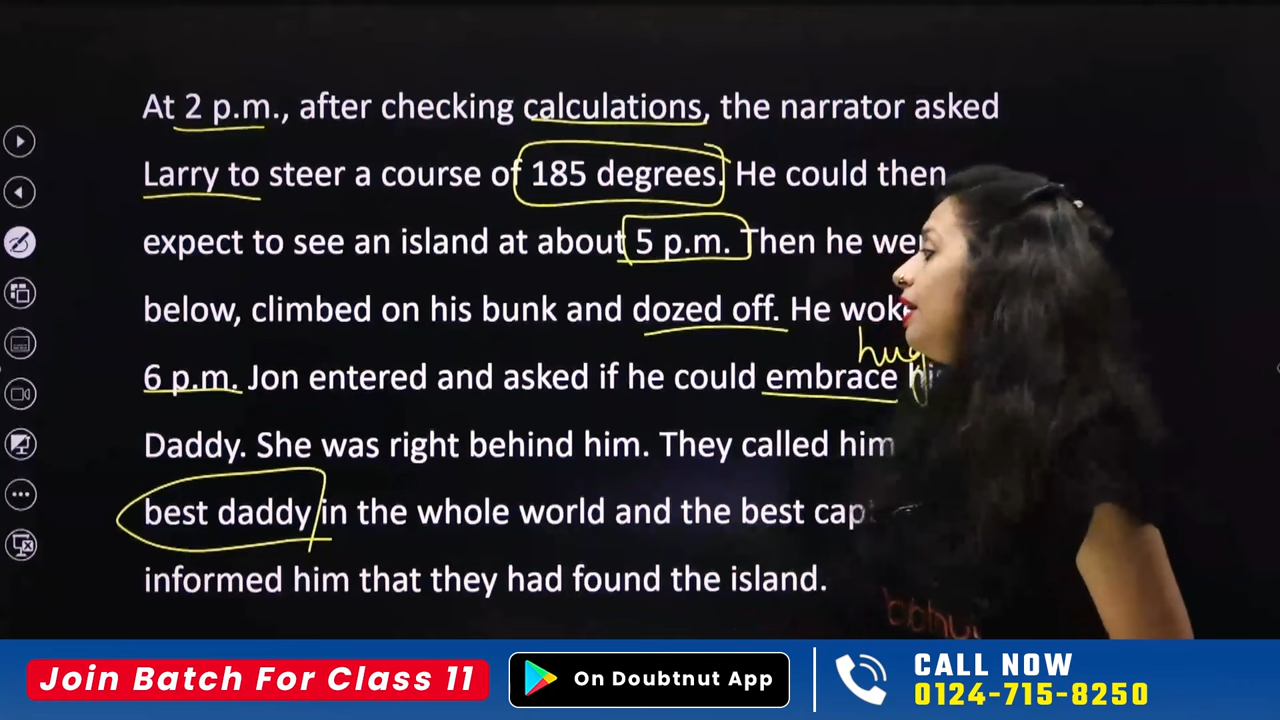 At 2 p.m., after checking calculations, the narrator asked
Larry to steer a course of 185 degrees. He could then
expect to see an island at about 5 p.m. Then he
below, climbed on his bunk and dozed off. He
hug
6 p.m. Jon entered and asked if he could embrace
Daddy. She was right behind him. They called him
best daddy in the whole world and the best
informed him that they had found the island.
Join Batch For Class 11
On Doubtnut App
CALL NOW
0124-715-8250